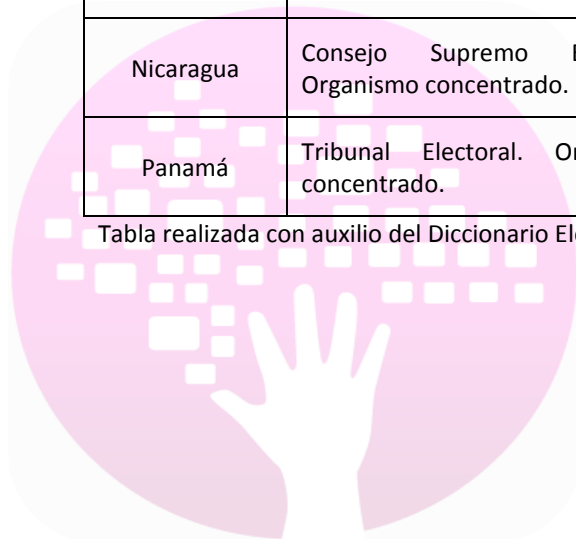 Nicaragua
Consejo Supremo
Organismo concentrado.
Panamá
Tribunal Electoral.
concentrado.
Tabla realizada con auxilio del Diccionario